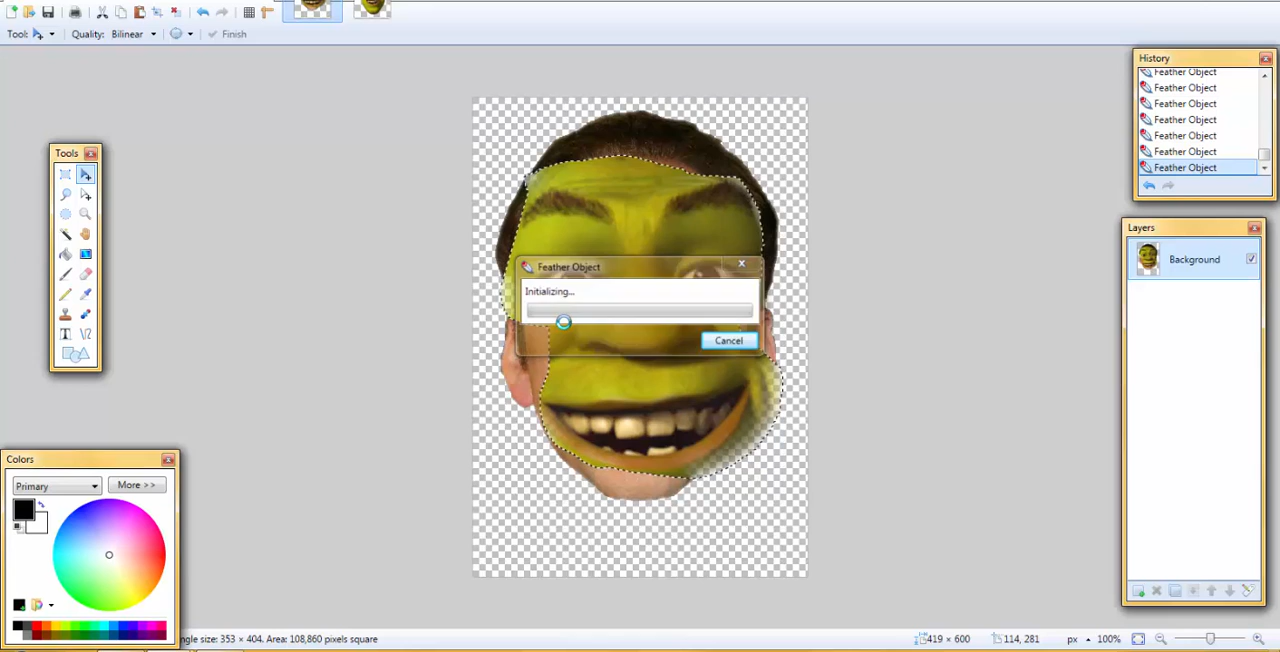 Tool:
Quality: Bilinear
Finish
History
Feather Object
Feather Object
Feather Object
Feather Object
Feather Object
Feather Object
Feather Object
Tools
Layers
Background
Feather Object
Initializing...
Cancel
Colors
Primary
More >>
ngle size: 353 × 404. Area: 108,860 pixels square
419 × 600
114, 281
px
100%